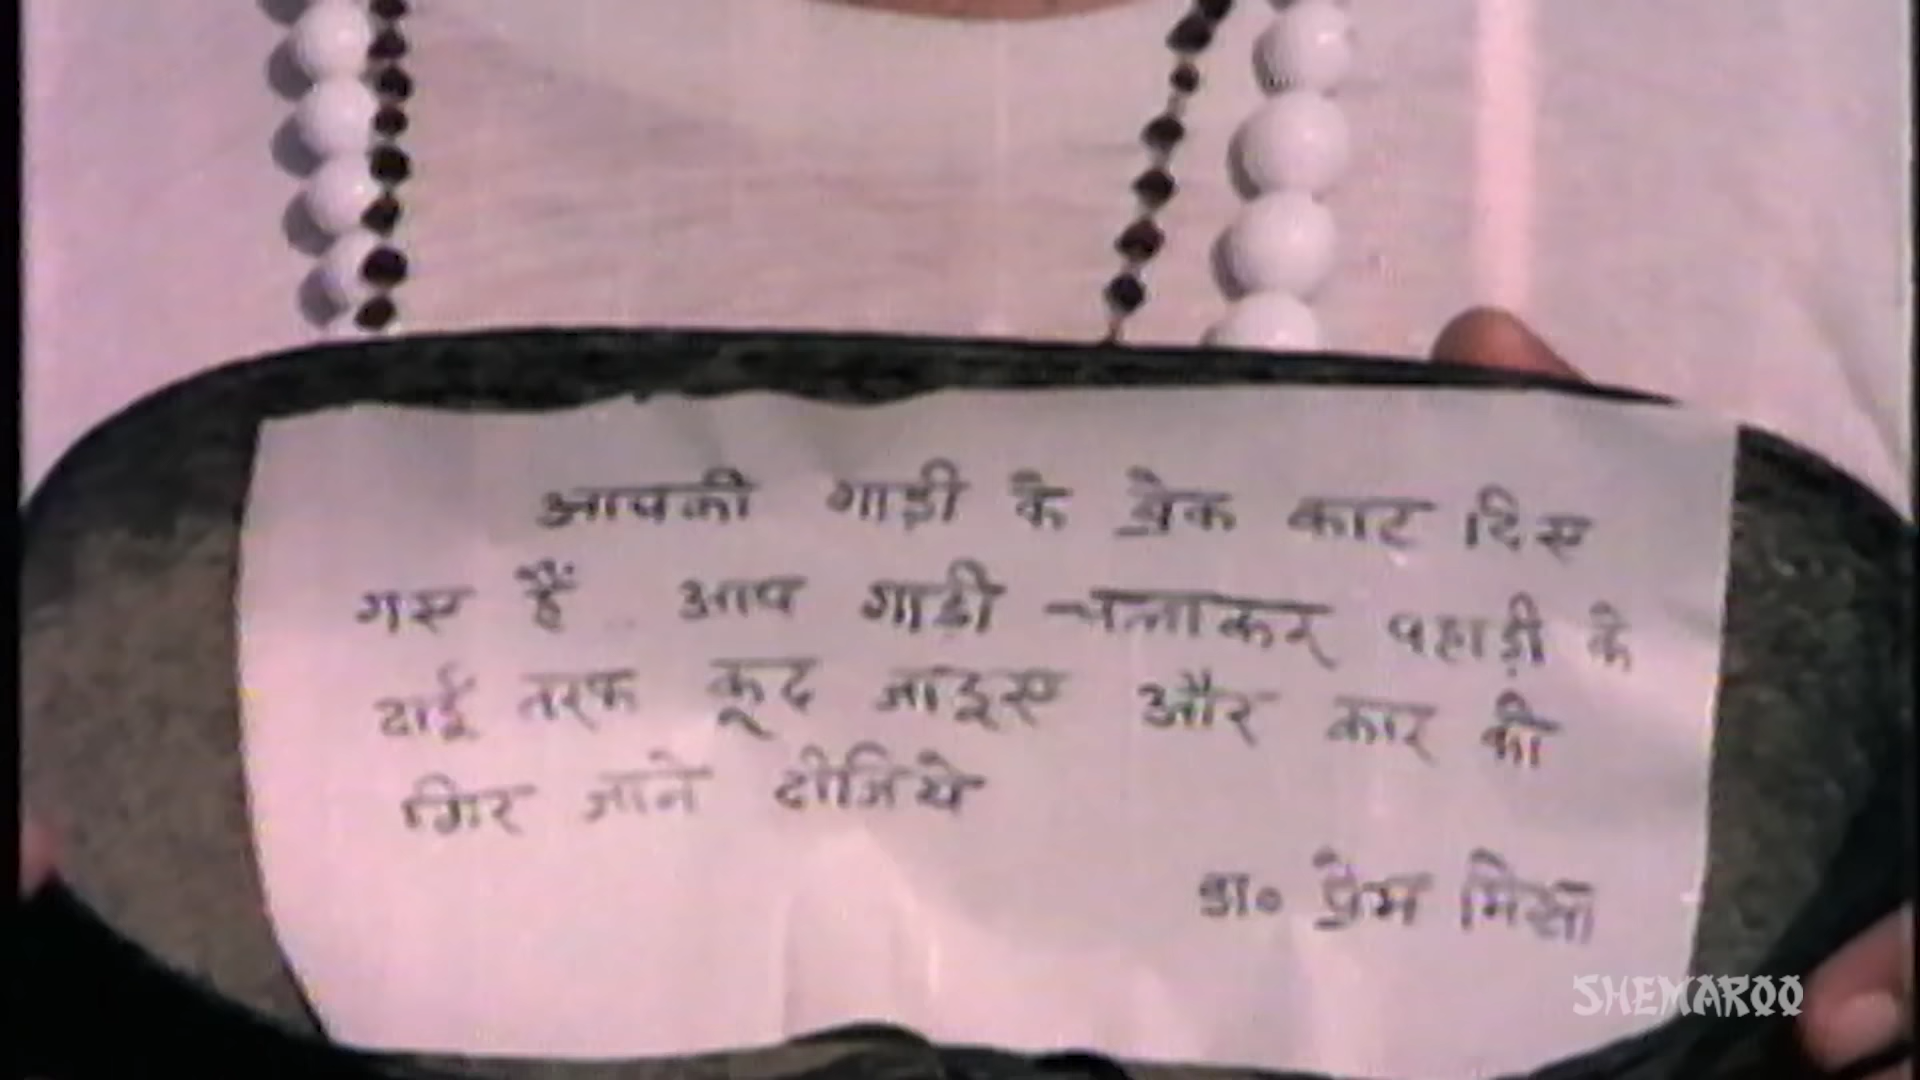 आपकी गाड़ी के ब्रेक काट दिए
गए हैं .. आप गाड़ी चलाकर पहाड़ी के
दाईं तरफ कूद जाइए और कार को
गिर जाने दीजिये
डा० प्रेम मिश्रा
SHEMAROO